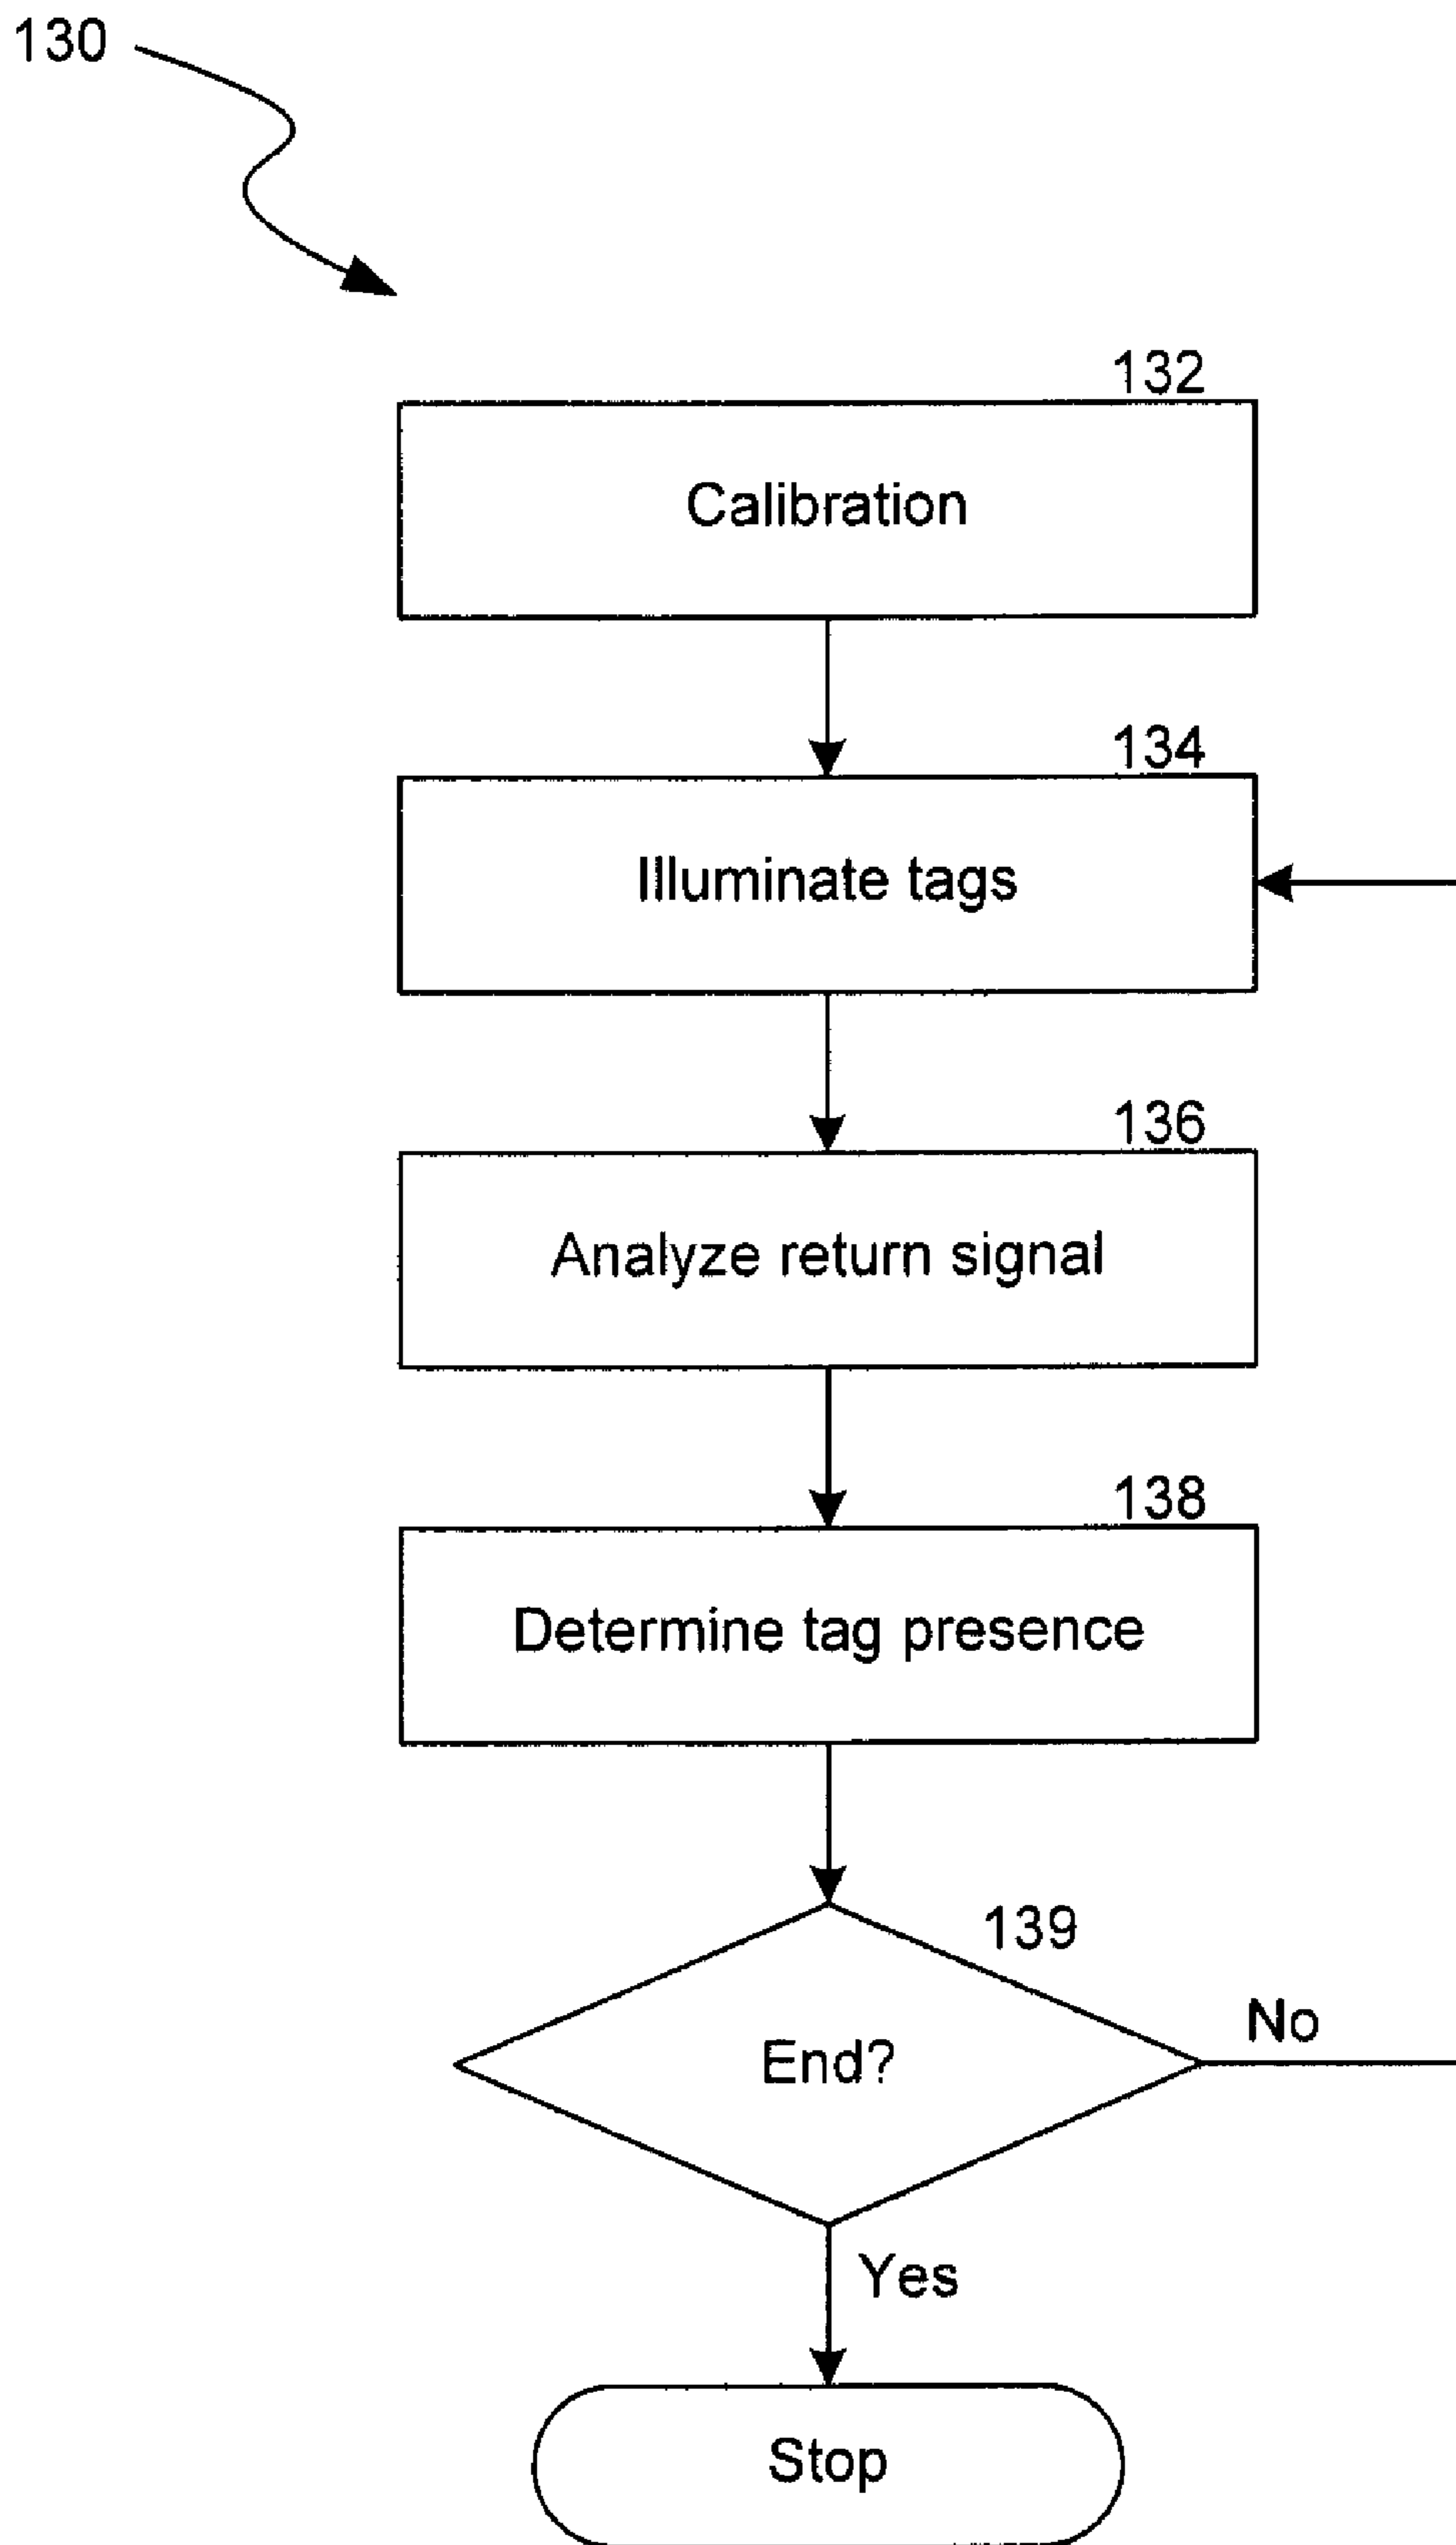 130
132
Calibration
134
Illuminate tags
136
Analyze return signal
138
Determine tag presence
139
End?
No
Yes
Stop